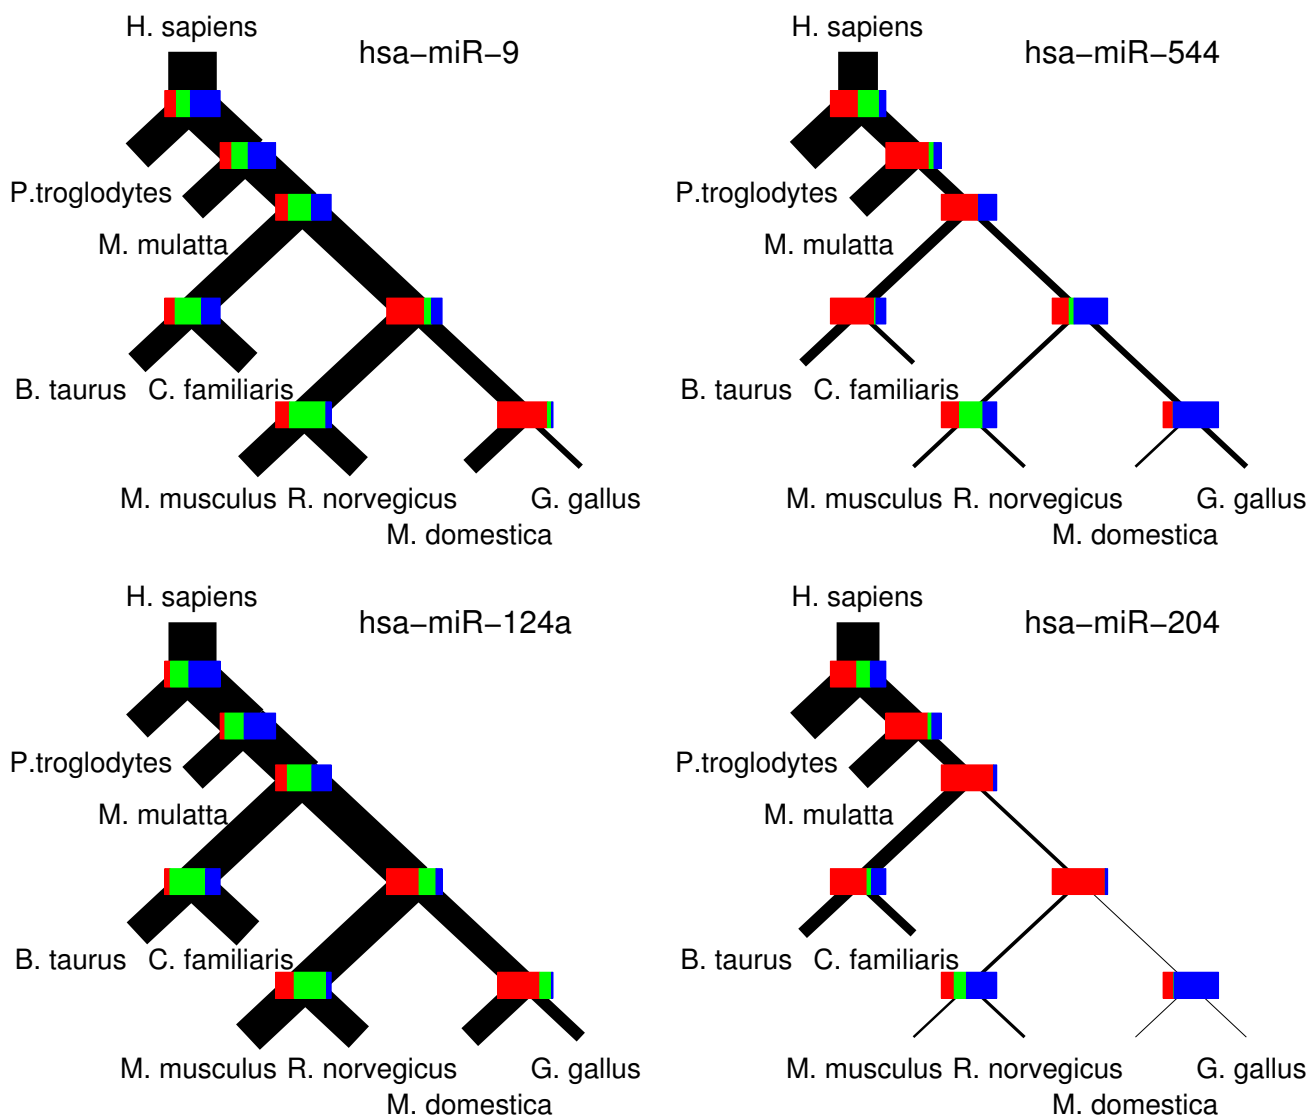 H. sapiens
hsa−miR−9
P.troglodytes
M. mulatta
B. taurus C. familiaris
M. musculus R. norvegicus G. gallus
M. domestica
H. sapiens
hsa−miR−544
P.troglodytes
M. mulatta
B. taurus C. familiaris
M. musculus R. norvegicus G. gallus
M. domestica
H. sapiens
hsa−miR−124a
P.troglodytes
M. mulatta
B. taurus C. familiaris
M. musculus R. norvegicus G. gallus
M. domestica
H. sapiens
hsa−miR−204
P.troglodytes
M. mulatta
B. taurus C. familiaris
M. musculus R. norvegicus G. gallus
M. domestica